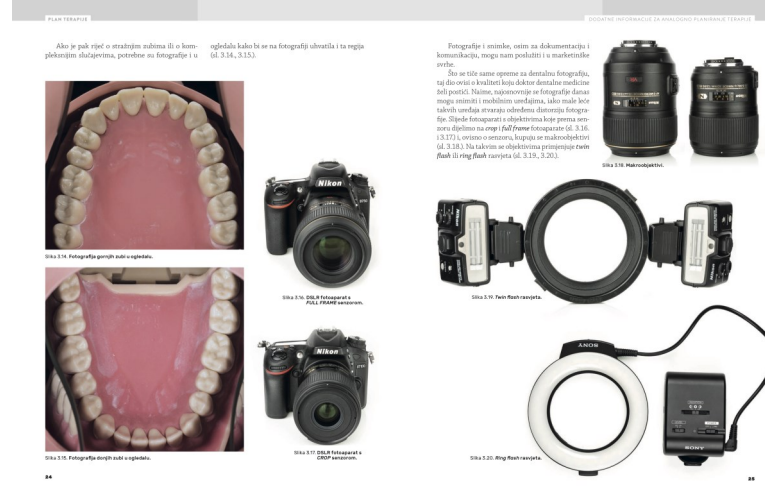 PLAN TERAPIJE
Ako je pak riječ o stražnjim zubima ili o kom-
pleksnijim slučajevima, potrebne su fotografije i u
ogledalu kako bi se na fotografiji uhvatila i ta regija
(sl. 3.14., 3.15.).
Slika 3.14. Fotografija gornjih zubi u ogledalu.
Nikon
Slika 3.16. DSLR fotoaparat s
FULL FRAME senzorom.
Slika 3.15. Fotografija donjih zubi u ogledalu.
Nikon
Slika 3.17. DSLR fotoaparat s
CROP senzorom.
24
DODATNE INFORMACIJE ZA ANALOGNO PLANIRANJE TERAPIJE
Fotografije i snimke, osim za dokumentaciju i
komunikaciju, mogu nam poslužiti i u marketinške
svrhe.
Što se tiče same opreme za dentalnu fotografiju,
taj dio ovisi o kvaliteti koju doktor dentalne medicine
želi postići. Naime, najosnovnije se fotografije danas
mogu snimiti i mobilnim uređajima, iako male leće
takvih uređaja stvaraju određenu distorziju fotogra-
fije. Slijede fotoaparati s objektivima koje prema sen-
zoru dijelimo na crop i full frame fotoaparate (sl. 3.16.
i 3.17.) i, ovisno o senzoru, kupuju se makroobjektivi
(sl. 3.18.). Na takvim se objektivima primjenjuje twin
flash ili ring flash rasvjeta (sl. 3.19., 3.20.).
Slika 3.18. Makroobjektivi.
Slika 3.19. Twin flash rasvjeta.
SONY
SONY
Slika 3.20. Ring flash rasvjeta.
25